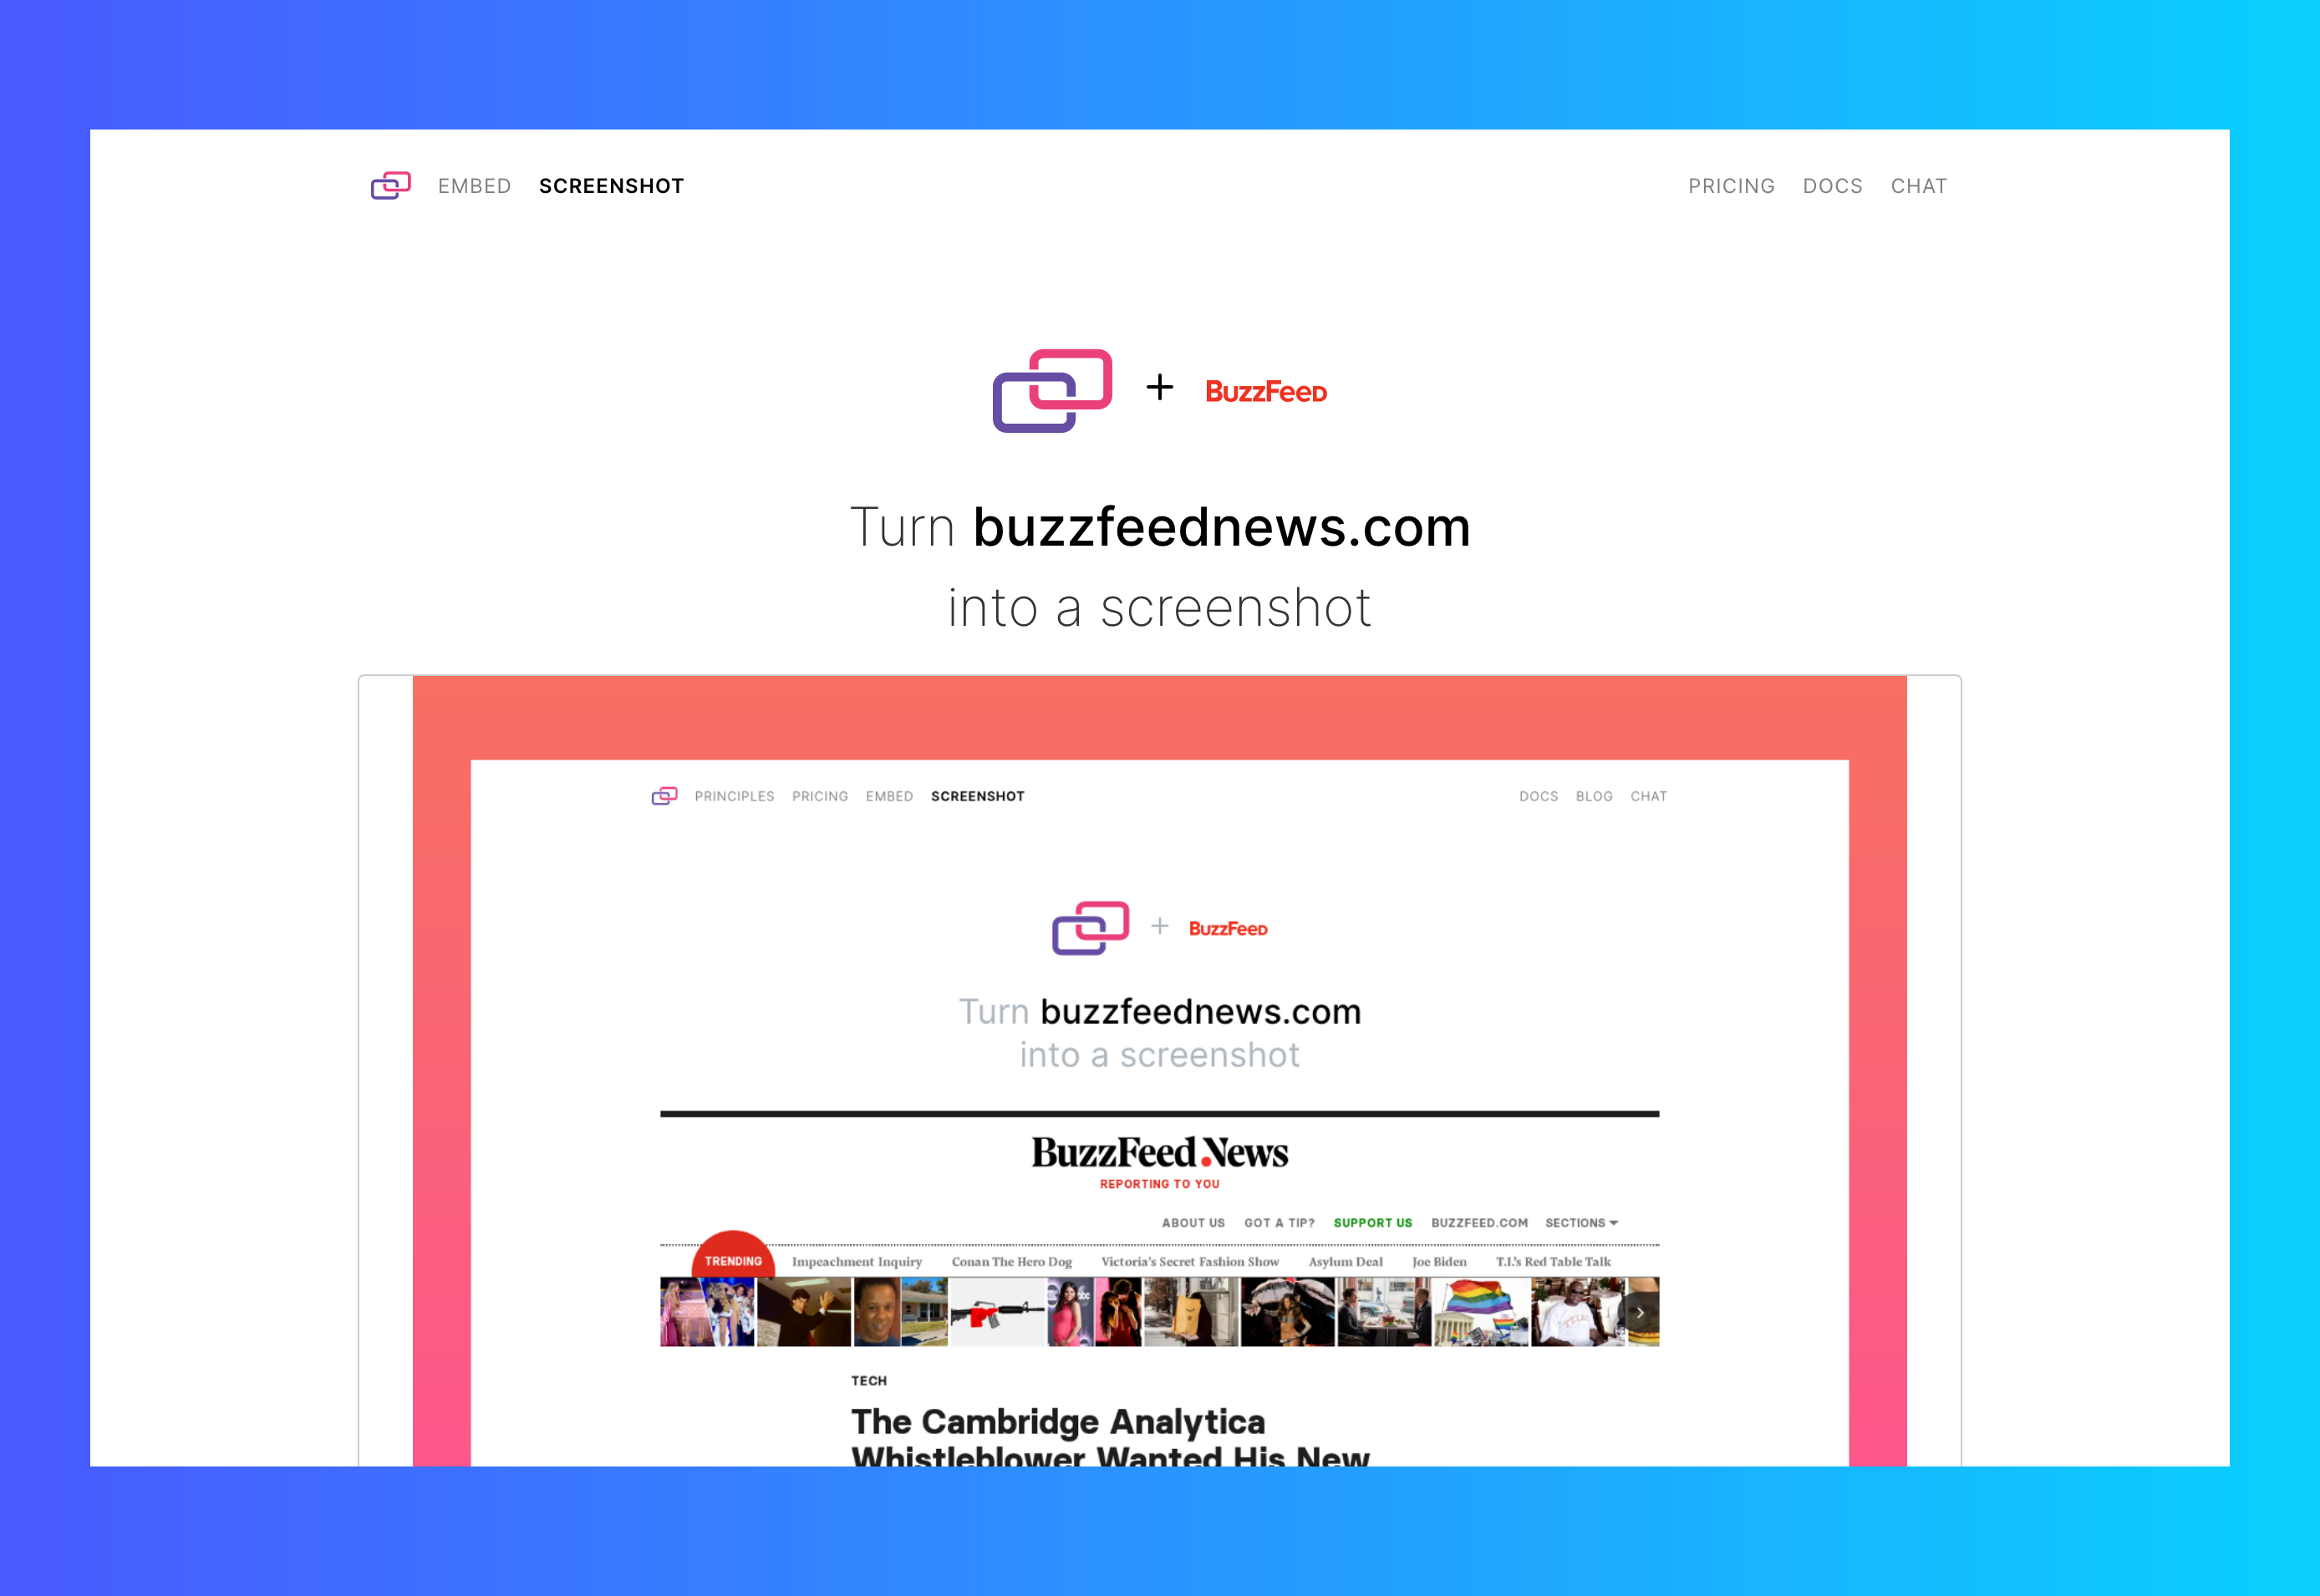 EMBED SCREENSHOT PRICING DOCS CHAT
+ BuzzFeed
Turn buzzfeednews.com
into a screenshot
PRINCIPLES PRICING EMBED SCREENSHOT DOCS BLOG CHAT
+ BuzzFeed
Turn buzzfeednews.com
into a screenshot
BuzzFeed News
REPORTING TO YOU
ABOUT US GOT A TIP? SUPPORT US BUZZFEED.COM SECTIONS
TRENDING Impeachment Inquiry Conan The Hero Dog Victoria's Secret Fashion Show Asylum Deal Joe Biden T.I.'s Red Table Talk
abc
TEXAS
TECH
The Cambridge Analytica
Whistleblower Wanted His New